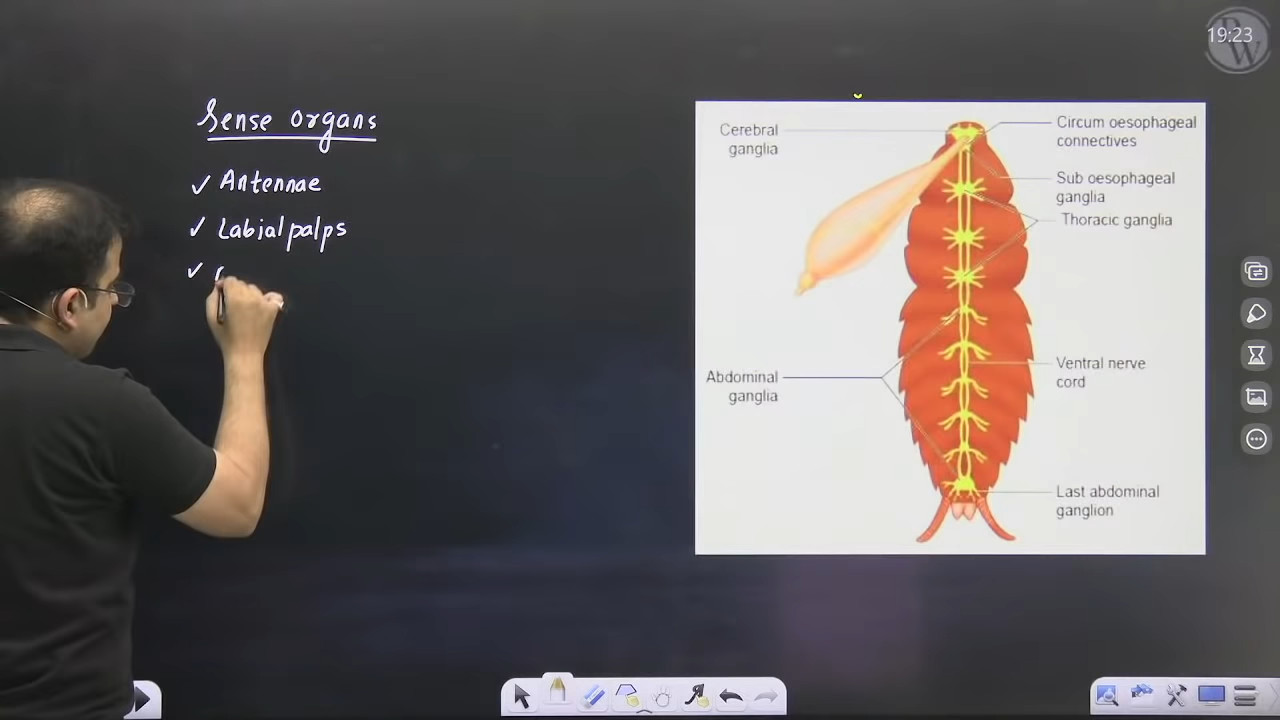 19:23
Sense Organs
✓ Antennae
✓ Labial palps
✓
Cerebral
ganglia
Circum oesophageal
connectives
Sub oesophageal
ganglia
Thoracic ganglia
Abdominal
ganglia
Ventral nerve
cord
Last abdominal
ganglion